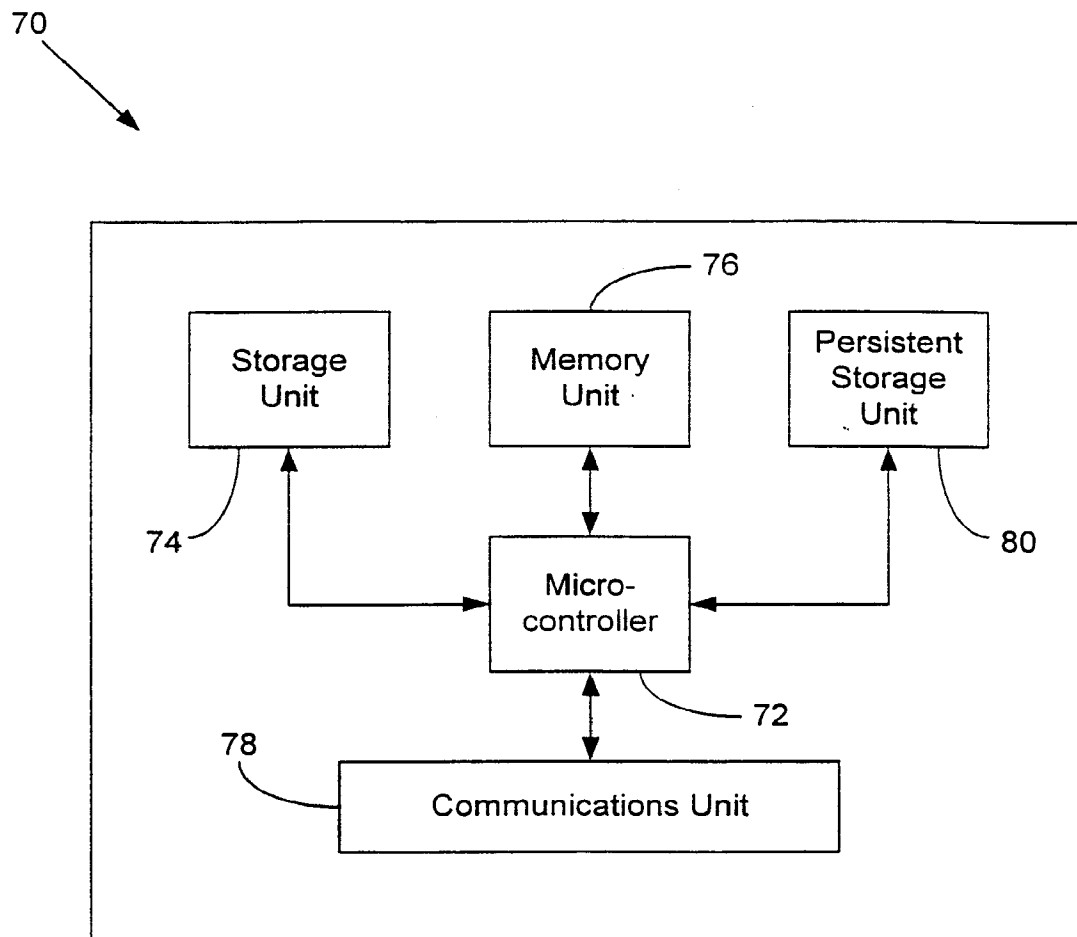 70
76
Storage
Unit
Memory
Unit
Persistent
Storage
Unit
74
80
Micro-
controller
72
78
Communications Unit